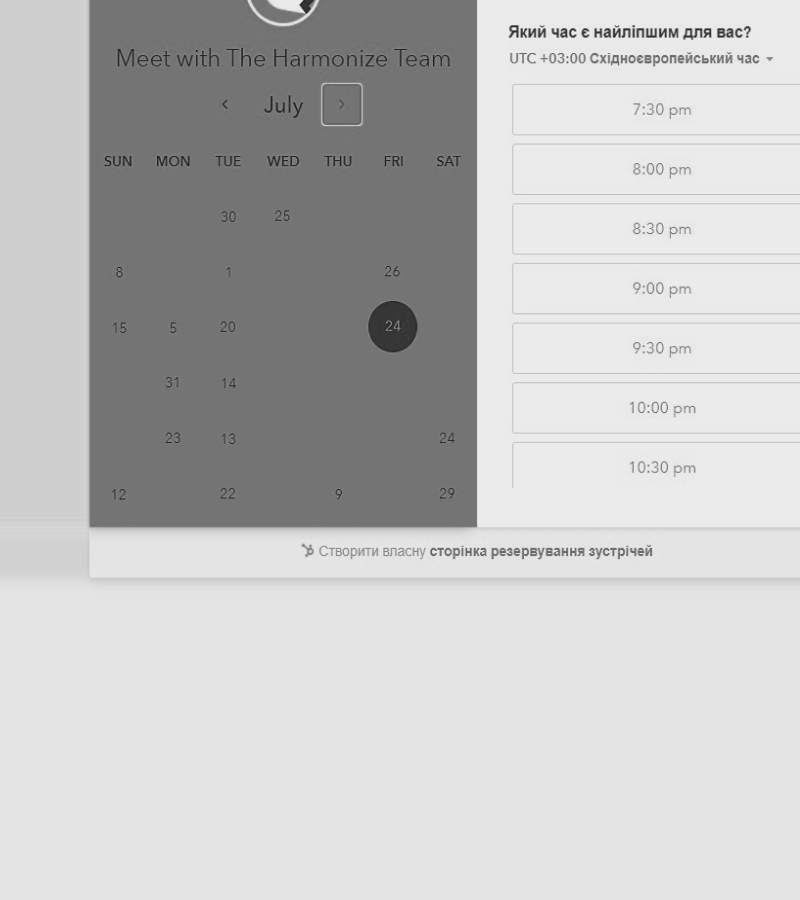 Meet with The Harmonize Team
July
SUN MON TUE WED THU FRI SAT
30 25
8 1 26
15 5 20 24
31 14
23 13 24
12 22 9 29
Який час є найліпшим для вас?
UTC +03:00 Східноєвропейський час
7:30 pm
8:00 pm
8:30 pm
9:00 pm
9:30 pm
10:00 pm
10:30 pm
Створити власну сторінка резервування зустрічей